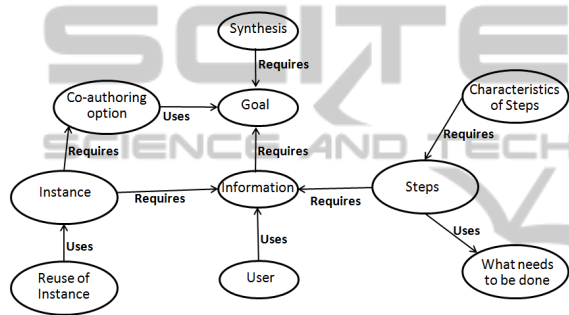 SCITE
Synthesis
Requires
Co-authoring
option
Uses
Goal
Characteristics
of Steps
SCIENCE AND TECH
Requires
Requires
Requires
Instance
Requires
Information
Requires
Steps
Uses
Uses
Uses
Reuse of
Instance
User
What needs
to be done